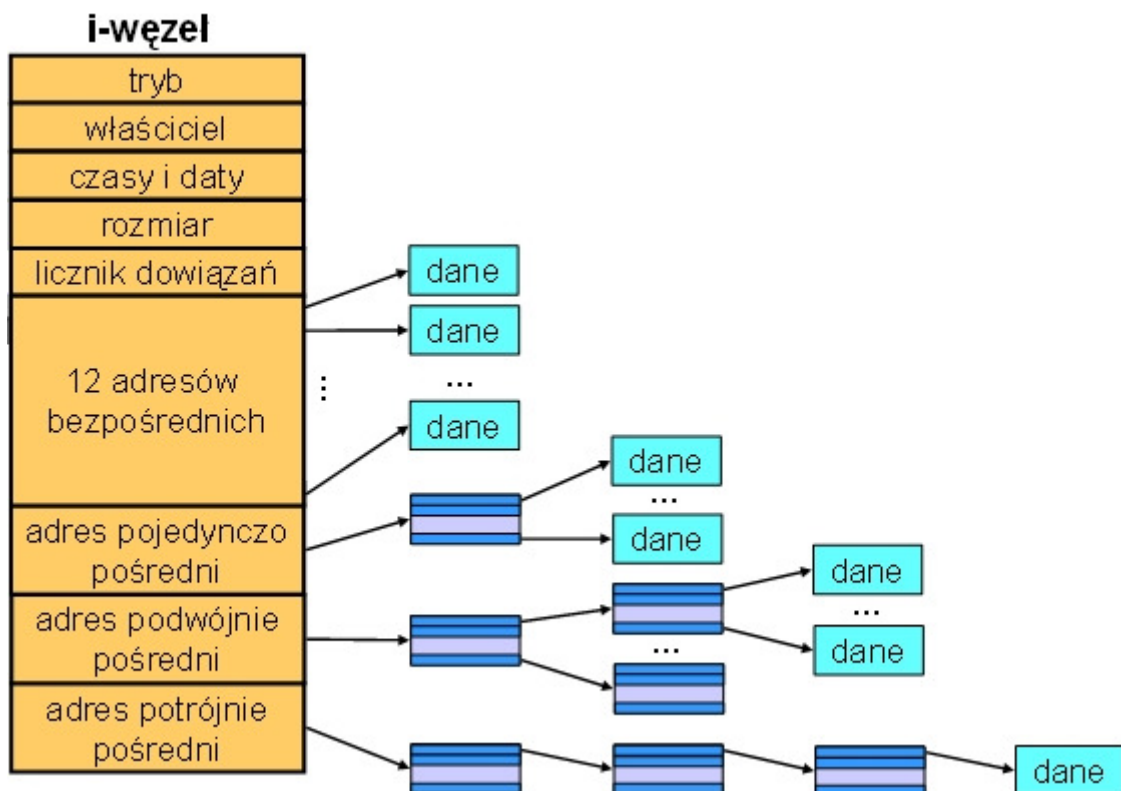 i-węzeł
tryb
właściciel
czasy i daty
rozmiar
licznik dowiązań
dane
dane
...
12 adresów
bezpośrednich
...
dane
dane
...
dane
adres pojedynczo
pośredni
dane
...
dane
adres podwójnie
pośredni
...
adres potrójnie
pośredni
dane